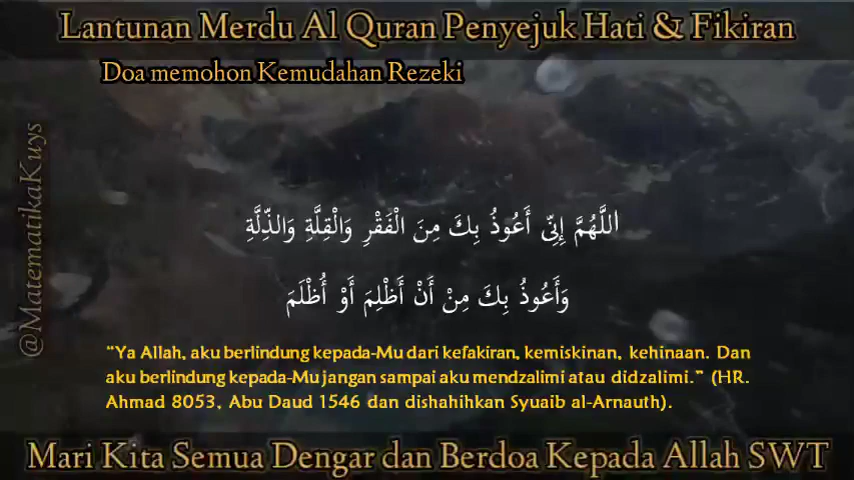 Lantunan Merdu Al Quran Penyejuk Hati & Fikiran
Doa memohon Kemudahan Rezeki
@MatematikaKuys
اللَّهُمَّ إِنِّى أَعُوذُ بِكَ مِنَ الْفَقْرِ وَالْقِلَّةِ وَالذِّلَّةِ
وَأَعُوذُ بِكَ مِنْ أَنْ أَظْلِمَ أَوْ أُظْلَمَ
“Ya Allah, aku berlindung kepada-Mu dari kefakiran, kemiskinan, kehinaan. Dan
aku berlindung kepada-Mu jangan sampai aku mendzalimi atau didzalimi.” (HR.
Ahmad 8053, Abu Daud 1546 dan dishahihkan Syuaib al-Arnauth).
Mari Kita Semua Dengar dan Berdoa Kepada Allah SWT